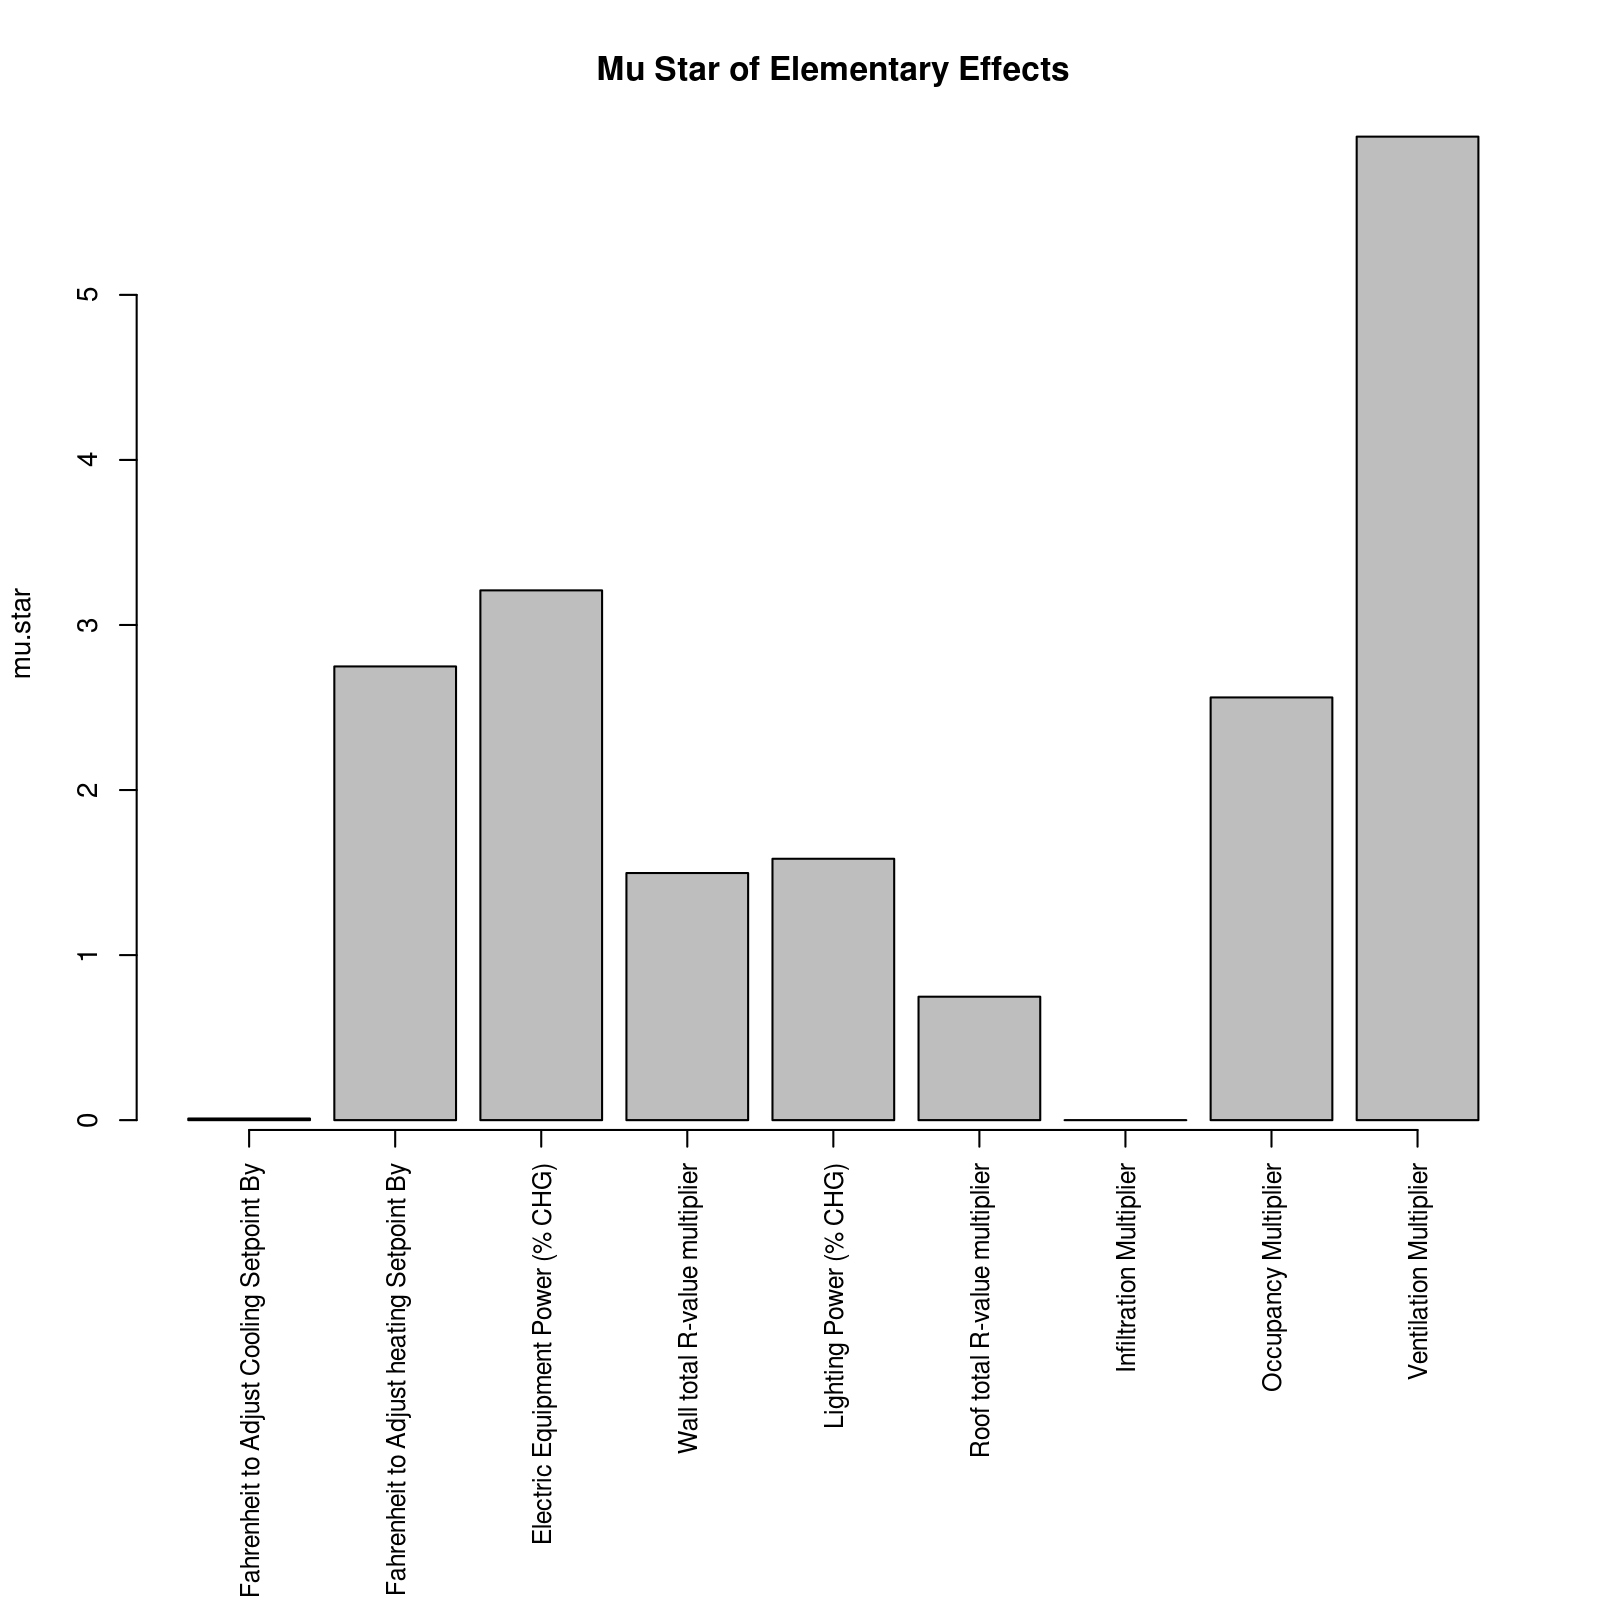 Mu Star of Elementary Effects
mu.star
5
4
3
2
1
0
Fahrenheit to Adjust Cooling Setpoint By
Fahrenheit to Adjust heating Setpoint By
Electric Equipment Power (% CHG)
Wall total R-value multiplier
Lighting Power (% CHG)
Roof total R-value multiplier
Infiltration Multiplier
Occupancy Multiplier
Ventilation Multiplier